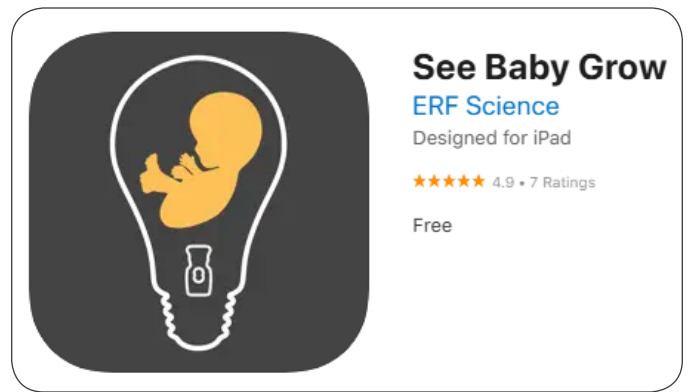 See Baby Grow
ERF Science
Designed for iPad
★★★★★ 4.9 • 7 Ratings
Free